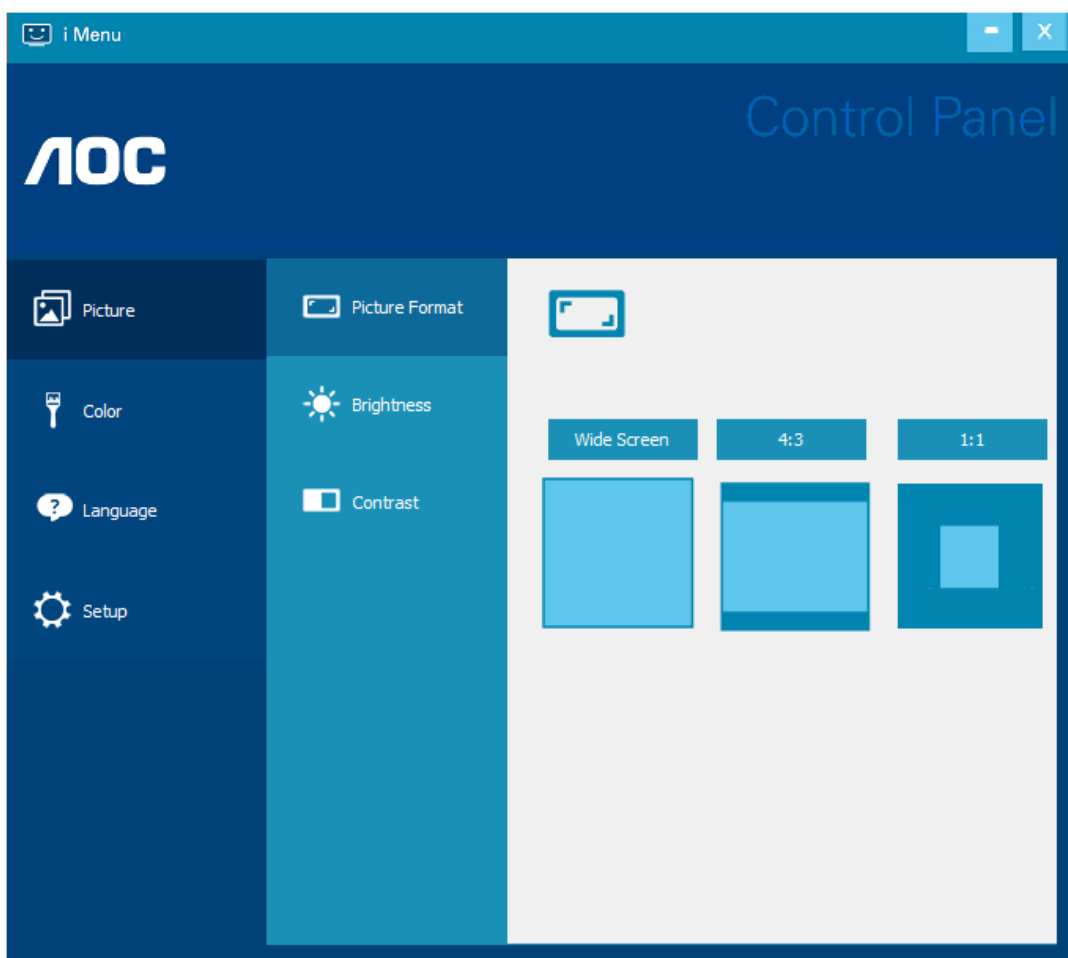 i Menu
- X
Control Panel
AOC
Picture
Color
Language
Setup
Picture Format
Brightness
Contrast
Wide Screen
4:3
1:1